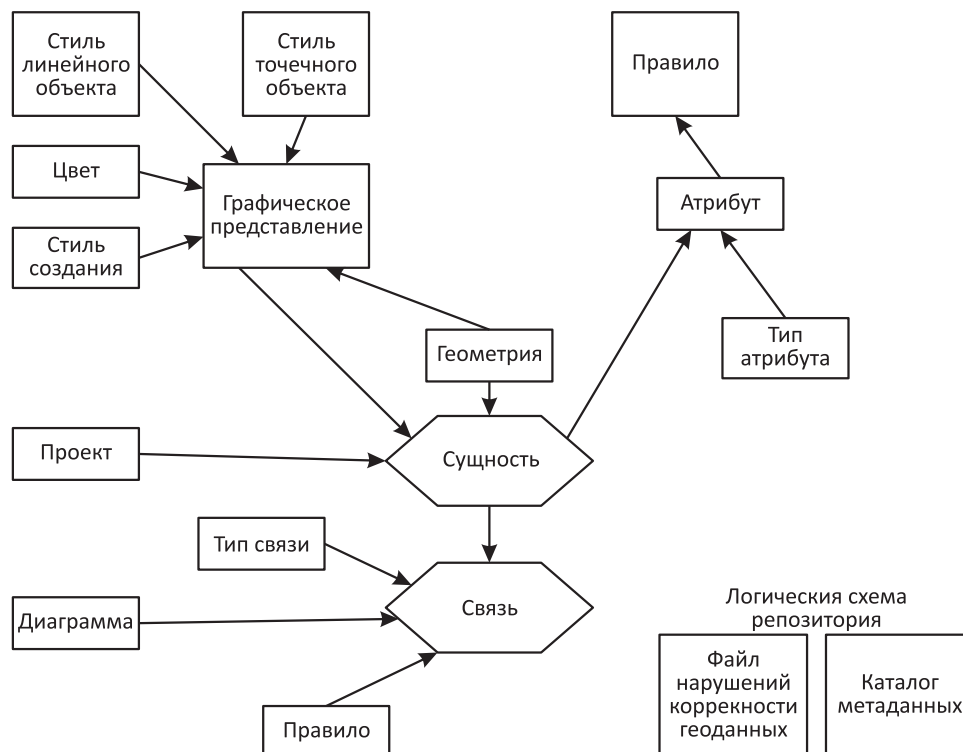 Стиль
линейного
объекта
Стиль
точечного
объекта
Правило
Цвет
Графическое
представление
Атрибут
Стиль
создания
Геометрия
Тип
атрибута
Проект
Сущность
Тип связи
Связь
Диаграмма
Логическия схема
репозитория
Файл
нарушений
коррекности
геоданных
Каталог
метаданных
Правило